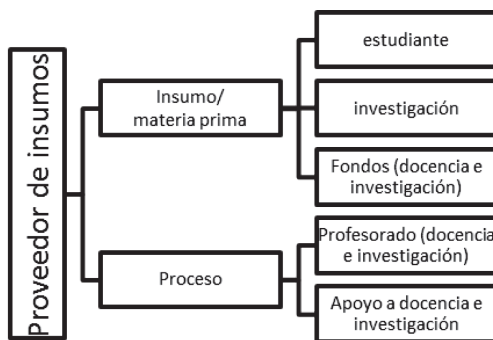 Proveedor de insumos
Insumo/
materia prima
estudiante
investigación
Fondos (docencia e
investigación)
Proceso
Profesorado (docencia
e investigación)
Apoyo a docencia e
investigación